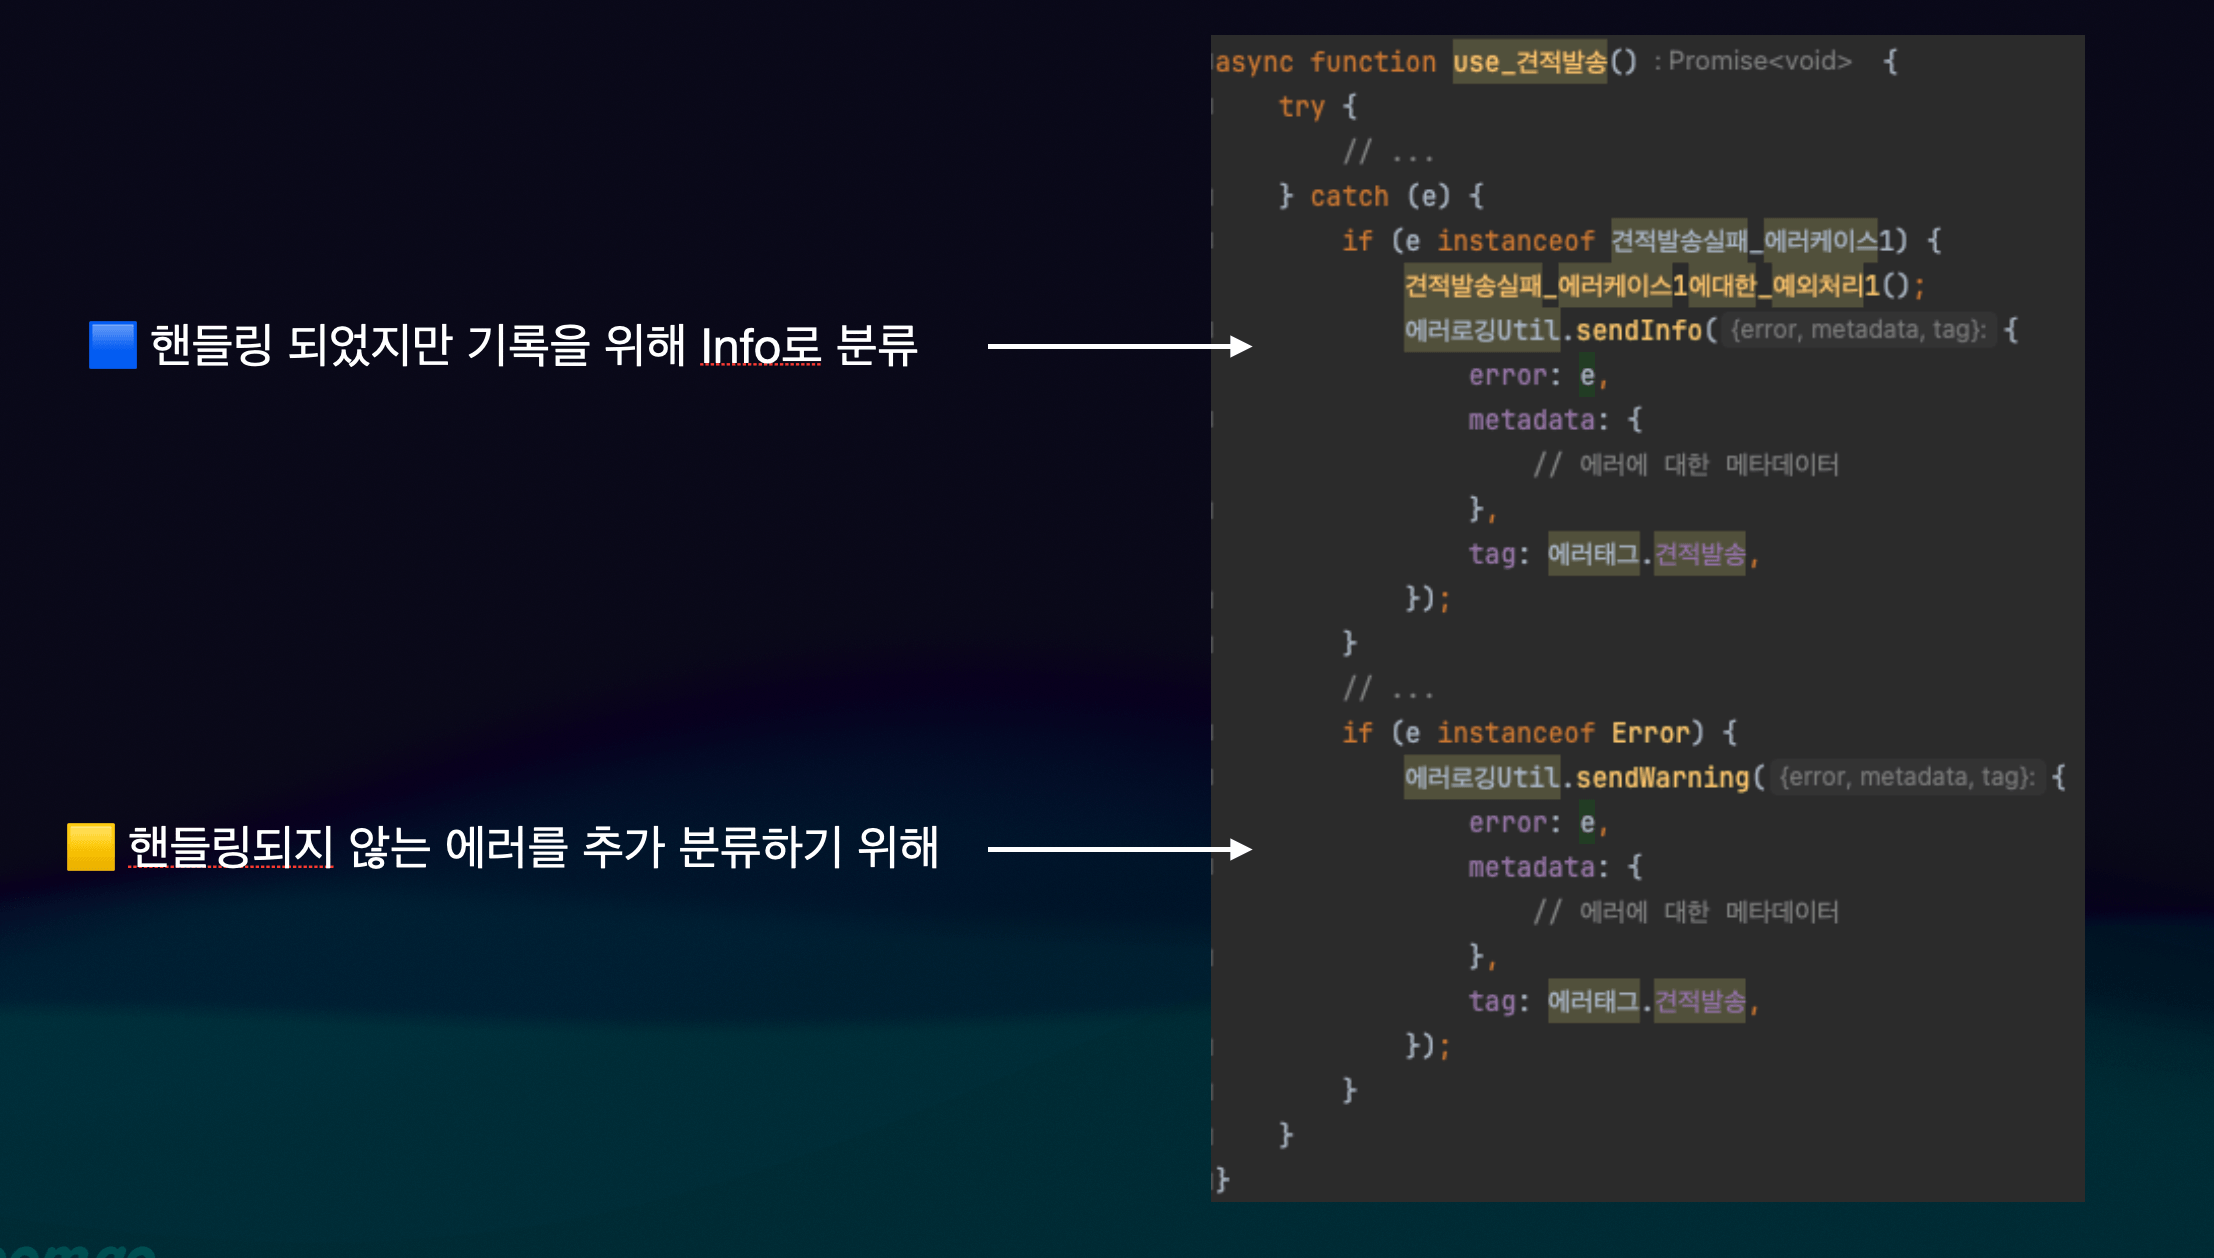 🟦 핸들링 되었지만 기록을 위해 Info로 분류
🟨 핸들링되지 않는 에러를 추가 분류하기 위해
async function use_견적발송() : Promise<void> {
try {
// ...
} catch (e) {
if (e instanceof 견적발송실패_에러케이스1) {
견적발송실패_에러케이스1에대한_예외처리1();
에러로깅Util.sendInfo( {error, metadata, tag}: {
error: e,
metadata: {
// 에러에 대한 메타데이터
},
tag: 에러태그.견적발송,
});
}
// ...
if (e instanceof Error) {
에러로깅Util.sendWarning( {error, metadata, tag}: {
error: e,
metadata: {
// 에러에 대한 메타데이터
},
tag: 에러태그.견적발송,
});
}
}
}